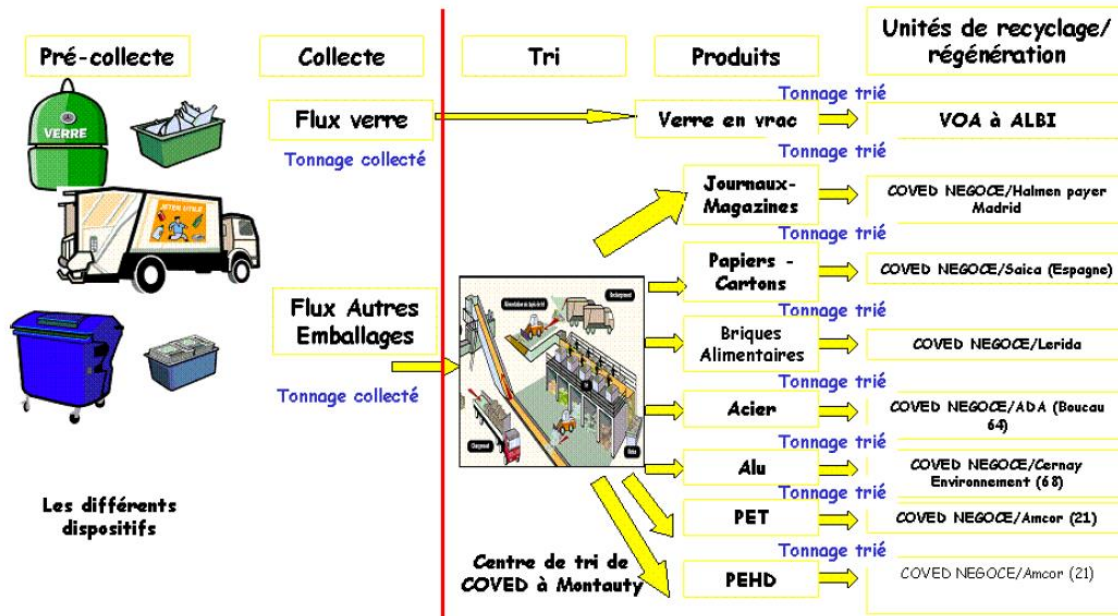 Pré-collecte
Collecte
Tri
Produits
Unités de recyclage/
régénération
VERRE
Flux verre
Tonnage collecté
Verre en vrac
Tonnage trié
VOA à ALBI
Tonnage trié
JETER UTILE
Journaux-
Magazines
COVED NEGOCE/Halmen payer
Madrid
Tonnage trié
Papiers -
Cartons
COVED NEGOCE/Saica (Espagne)
Flux Autres
Emballages
Tonnage collecté
Tonnage trié
Briques
Alimentaires
COVED NEGOCE/Lerida
Tonnage trié
Acier
COVED NEGOCE/ADA (Boucau
64)
Tonnage trié
Alu
COVED NEGOCE/Cernay
Environnement (68)
Tonnage trié
PET
COVED NEGOCE/Amcor (21)
Tonnage trié
PEHD
COVED NEGOCE/Amcor (21)
Les différents
dispositifs
Centre de tri de
COVED à Montauty